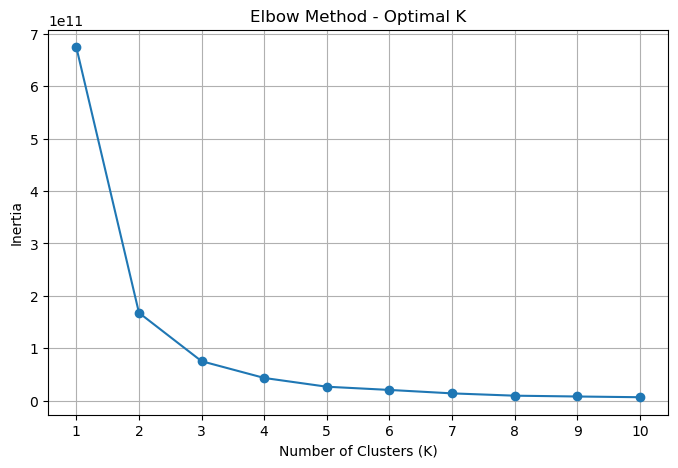 Elbow Method - Optimal K
1e11
7
6
5
4
3
2
1
0
Inertia
1 2 3 4 5 6 7 8 9 10
Number of Clusters (K)